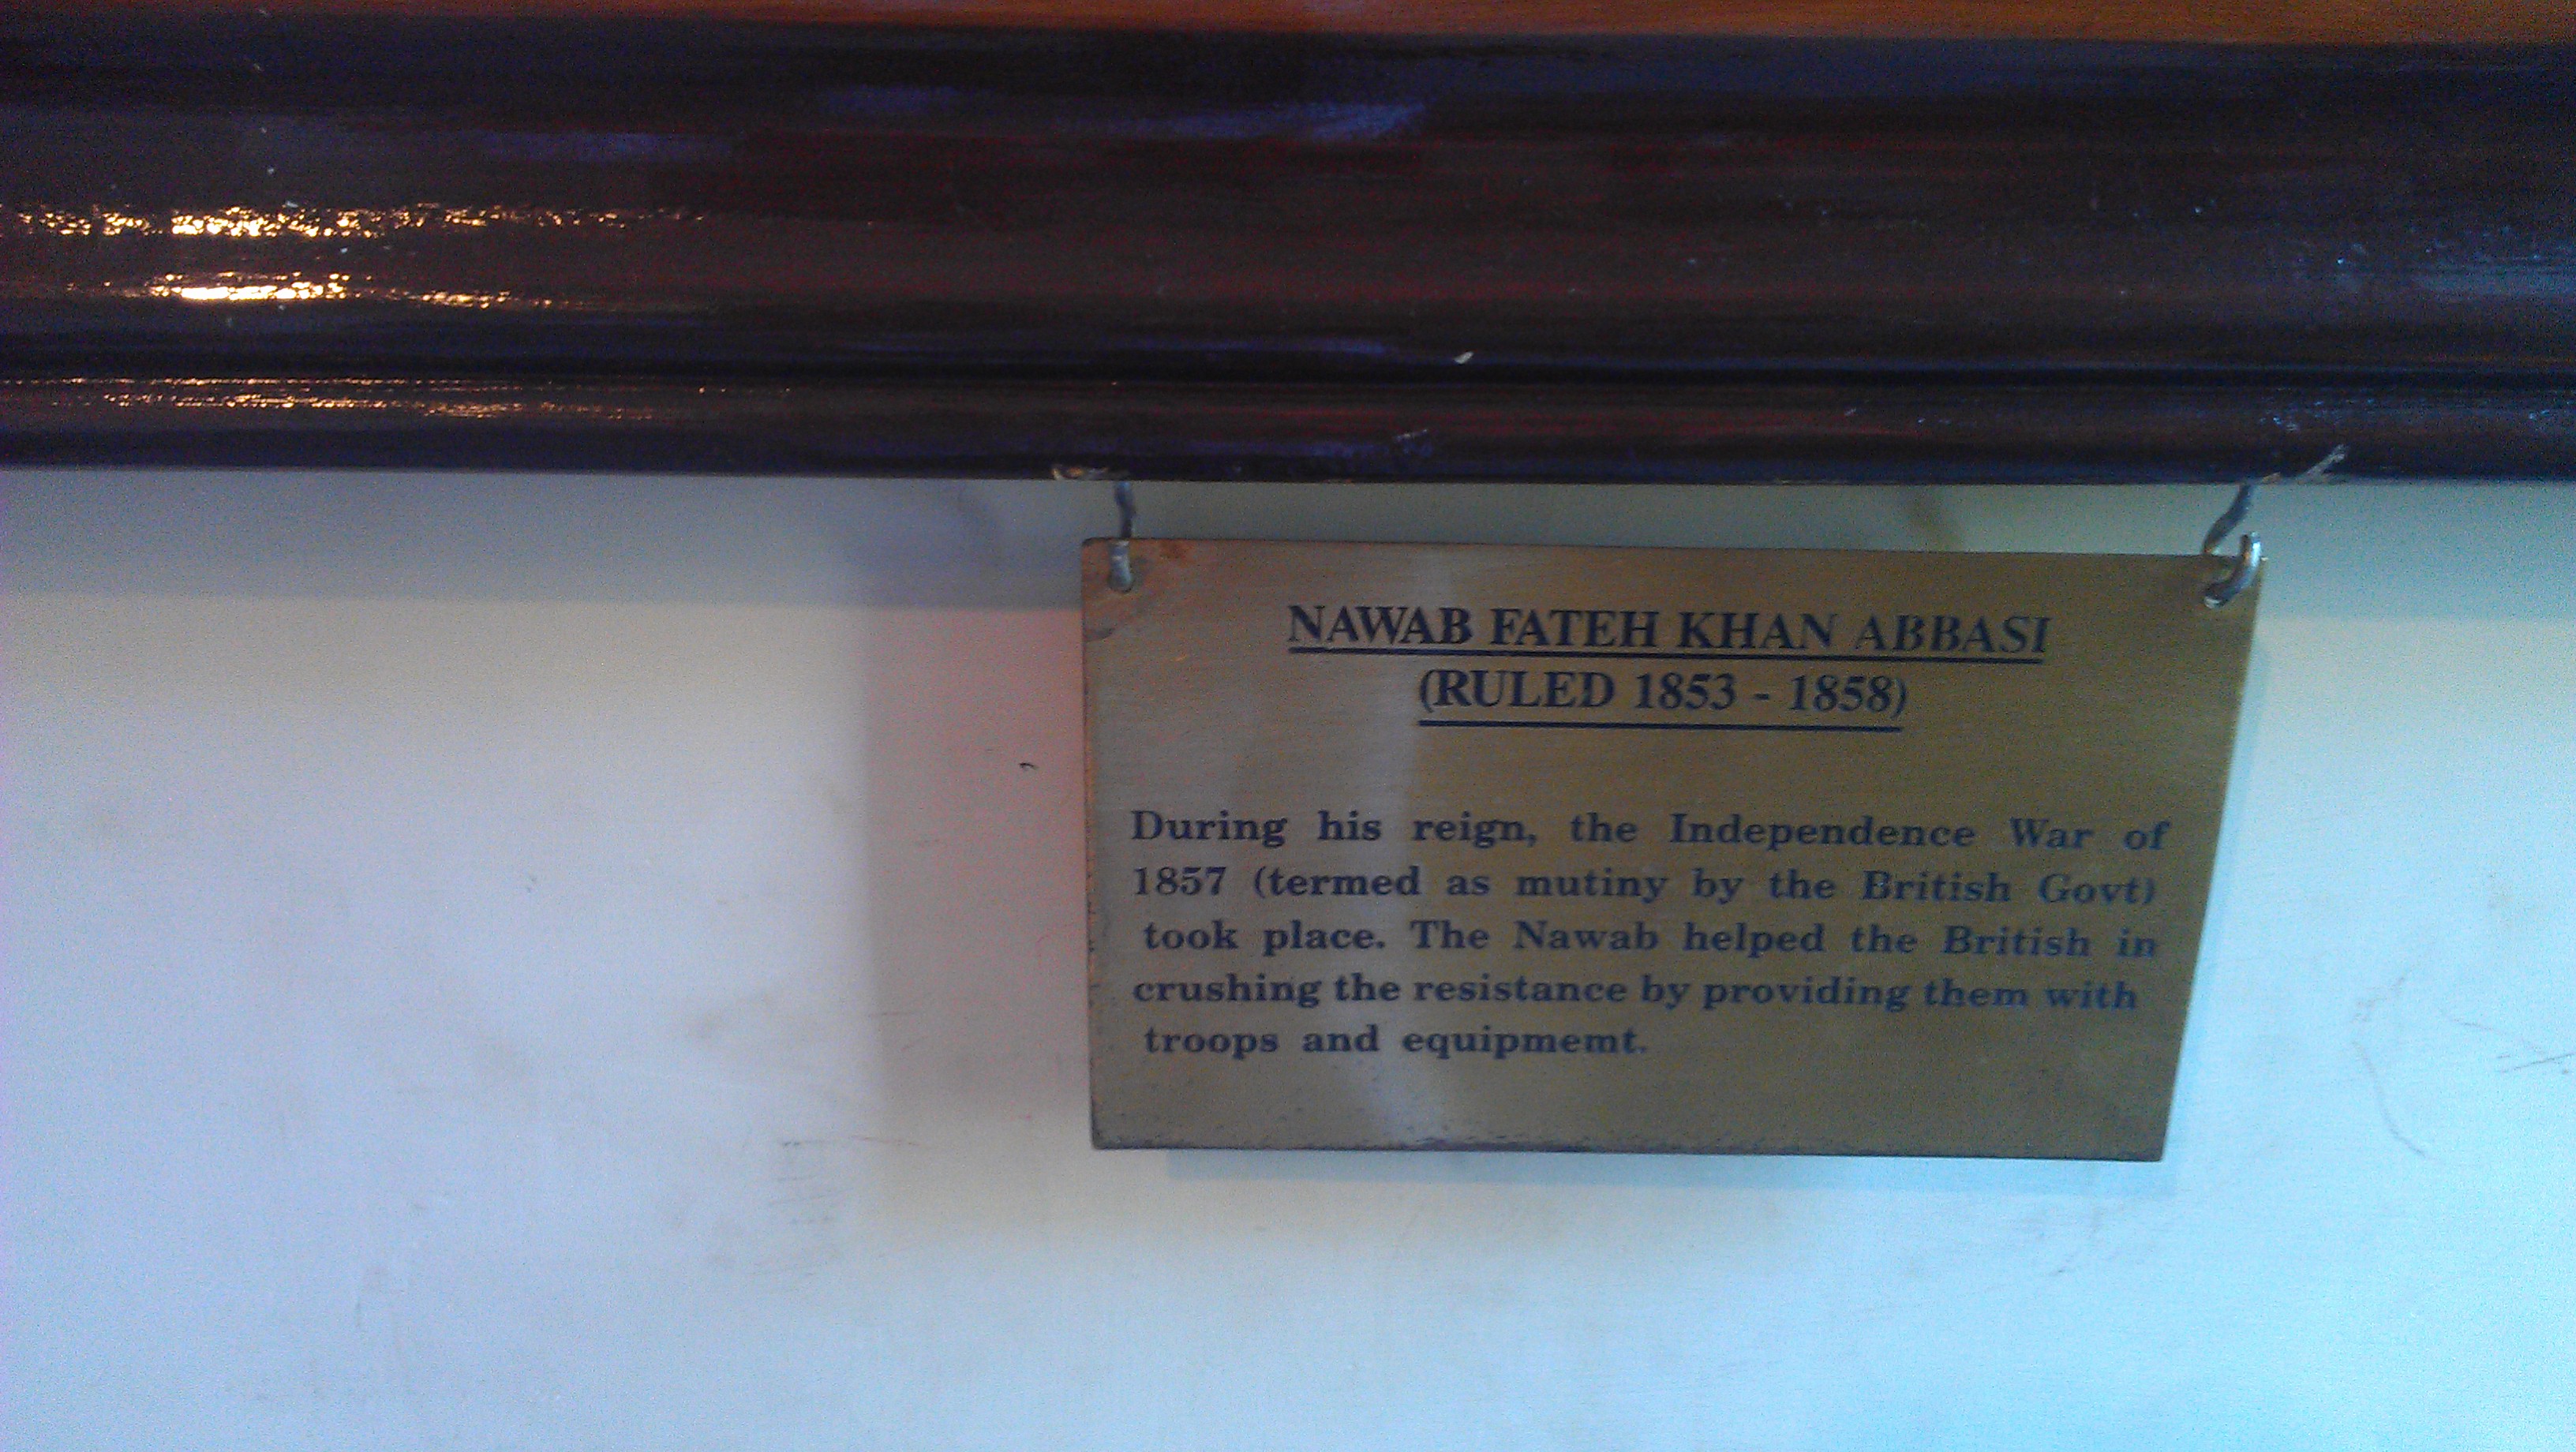 NAWAB FATEH KHAN ABBASI
(RULED 1853 - 1858)
During his reign, the Independence War of
1857 (termed as mutiny by the British Govt)
took place. The Nawab helped the British in
crushing the resistance by providing them with
troops and equipmemt.